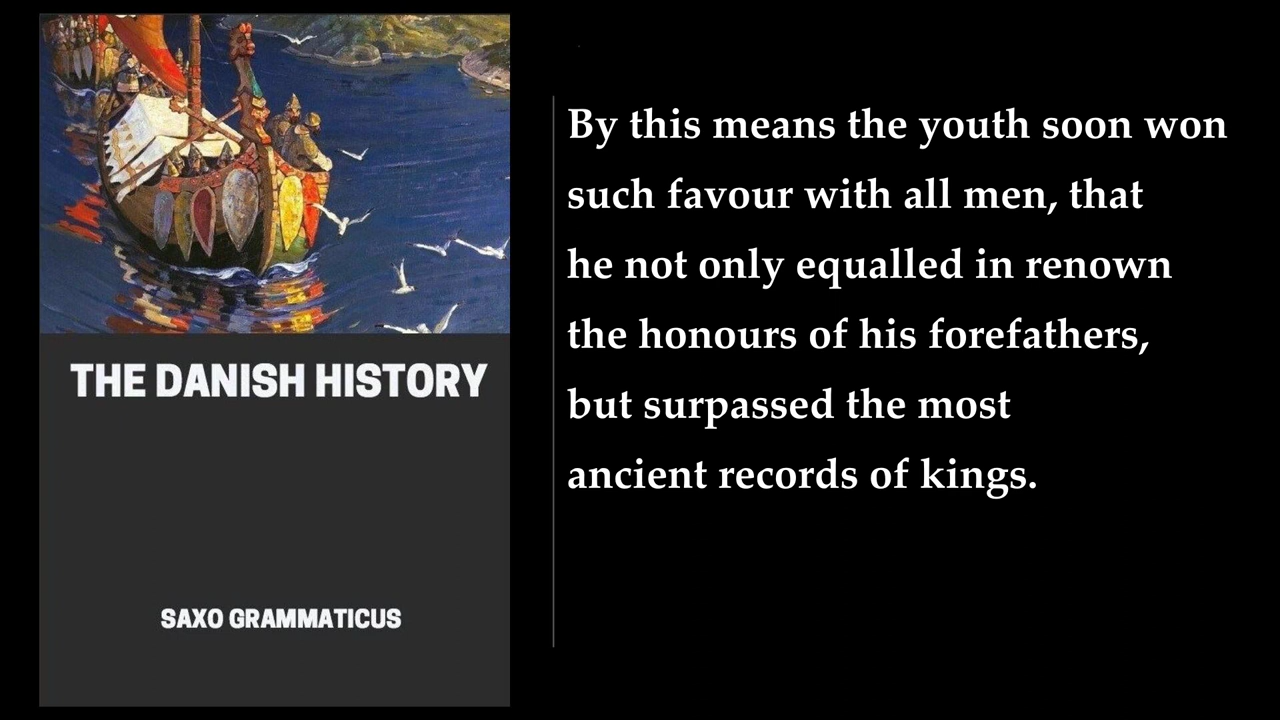 THE DANISH HISTORY
SAXO GRAMMATICUS
By this means the youth soon won
such favour with all men, that
he not only equalled in renown
the honours of his forefathers,
but surpassed the most
ancient records of kings.